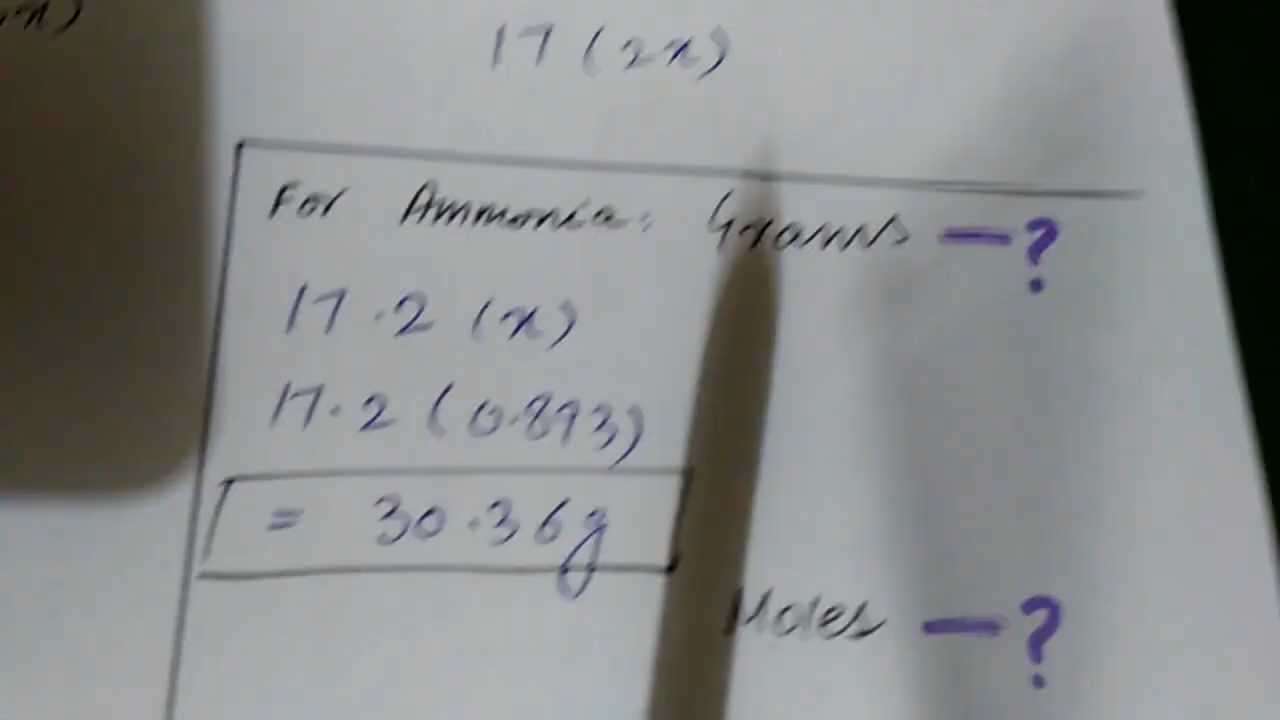 17 (2x)
For Ammonia: Grams - ?
17.2 (x)
17.2 (0.893)
= 30.36g
Moles - ?